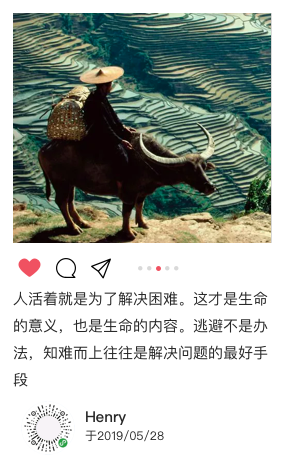 人活着就是为了解决困难。这才是生命
的意义，也是生命的内容。逃避不是办
法，知难而上往往是解决问题的最好手
段
Henry
于2019/05/28